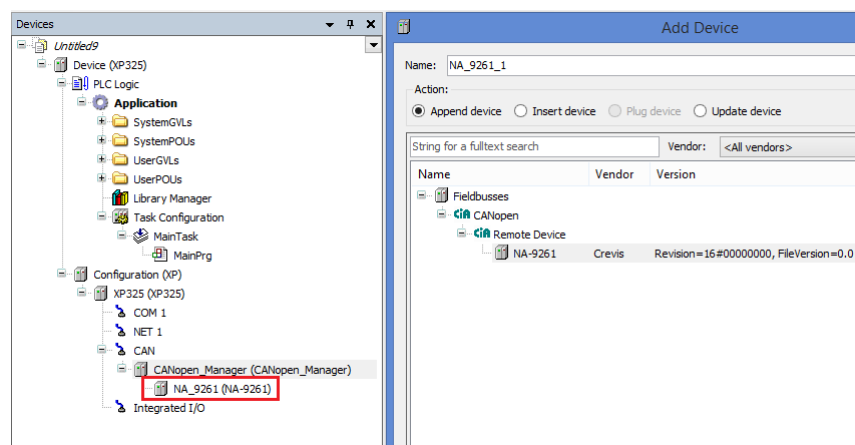 Devices
Untitled9
Device (XP325)
PLC Logic
Application
SystemGVLs
SystemPOUs
UserGVLs
UserPOUs
Library Manager
Task Configuration
MainTask
MainPrg
Configuration (XP)
XP325 (XP325)
COM 1
NET 1
CAN
CANopen_Manager (CANopen_Manager)
NA_9261 (NA-9261)
Integrated I/O
Add Device
Name: NA_9261_1
Action:
Append device Insert device Plug device Update device
String for a fulltext search Vendor: <All vendors>
Name Vendor Version
Fieldbusses
CiA CANopen
CiA Remote Device
NA-9261 Crevis Revision=16#00000000, FileVersion=0.0